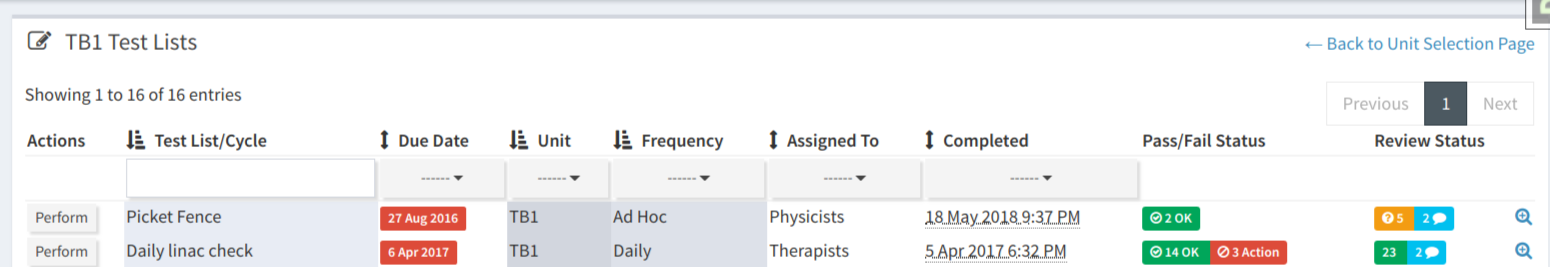 TB1 Test Lists
← Back to Unit Selection Page
Showing 1 to 16 of 16 entries
Previous 1 Next
Actions Test List/Cycle Due Date Unit Frequency Assigned To Completed Pass/Fail Status Review Status
------ ------ ------ ------ ------
Perform Picket Fence 27 Aug 2016 TB1 Ad Hoc Physicists 18 May 2018 9:37 PM 2 OK 5 2
Perform Daily linac check 6 Apr 2017 TB1 Daily Therapists 5 Apr 2017 6:32 PM 14 OK 3 Action 23 2